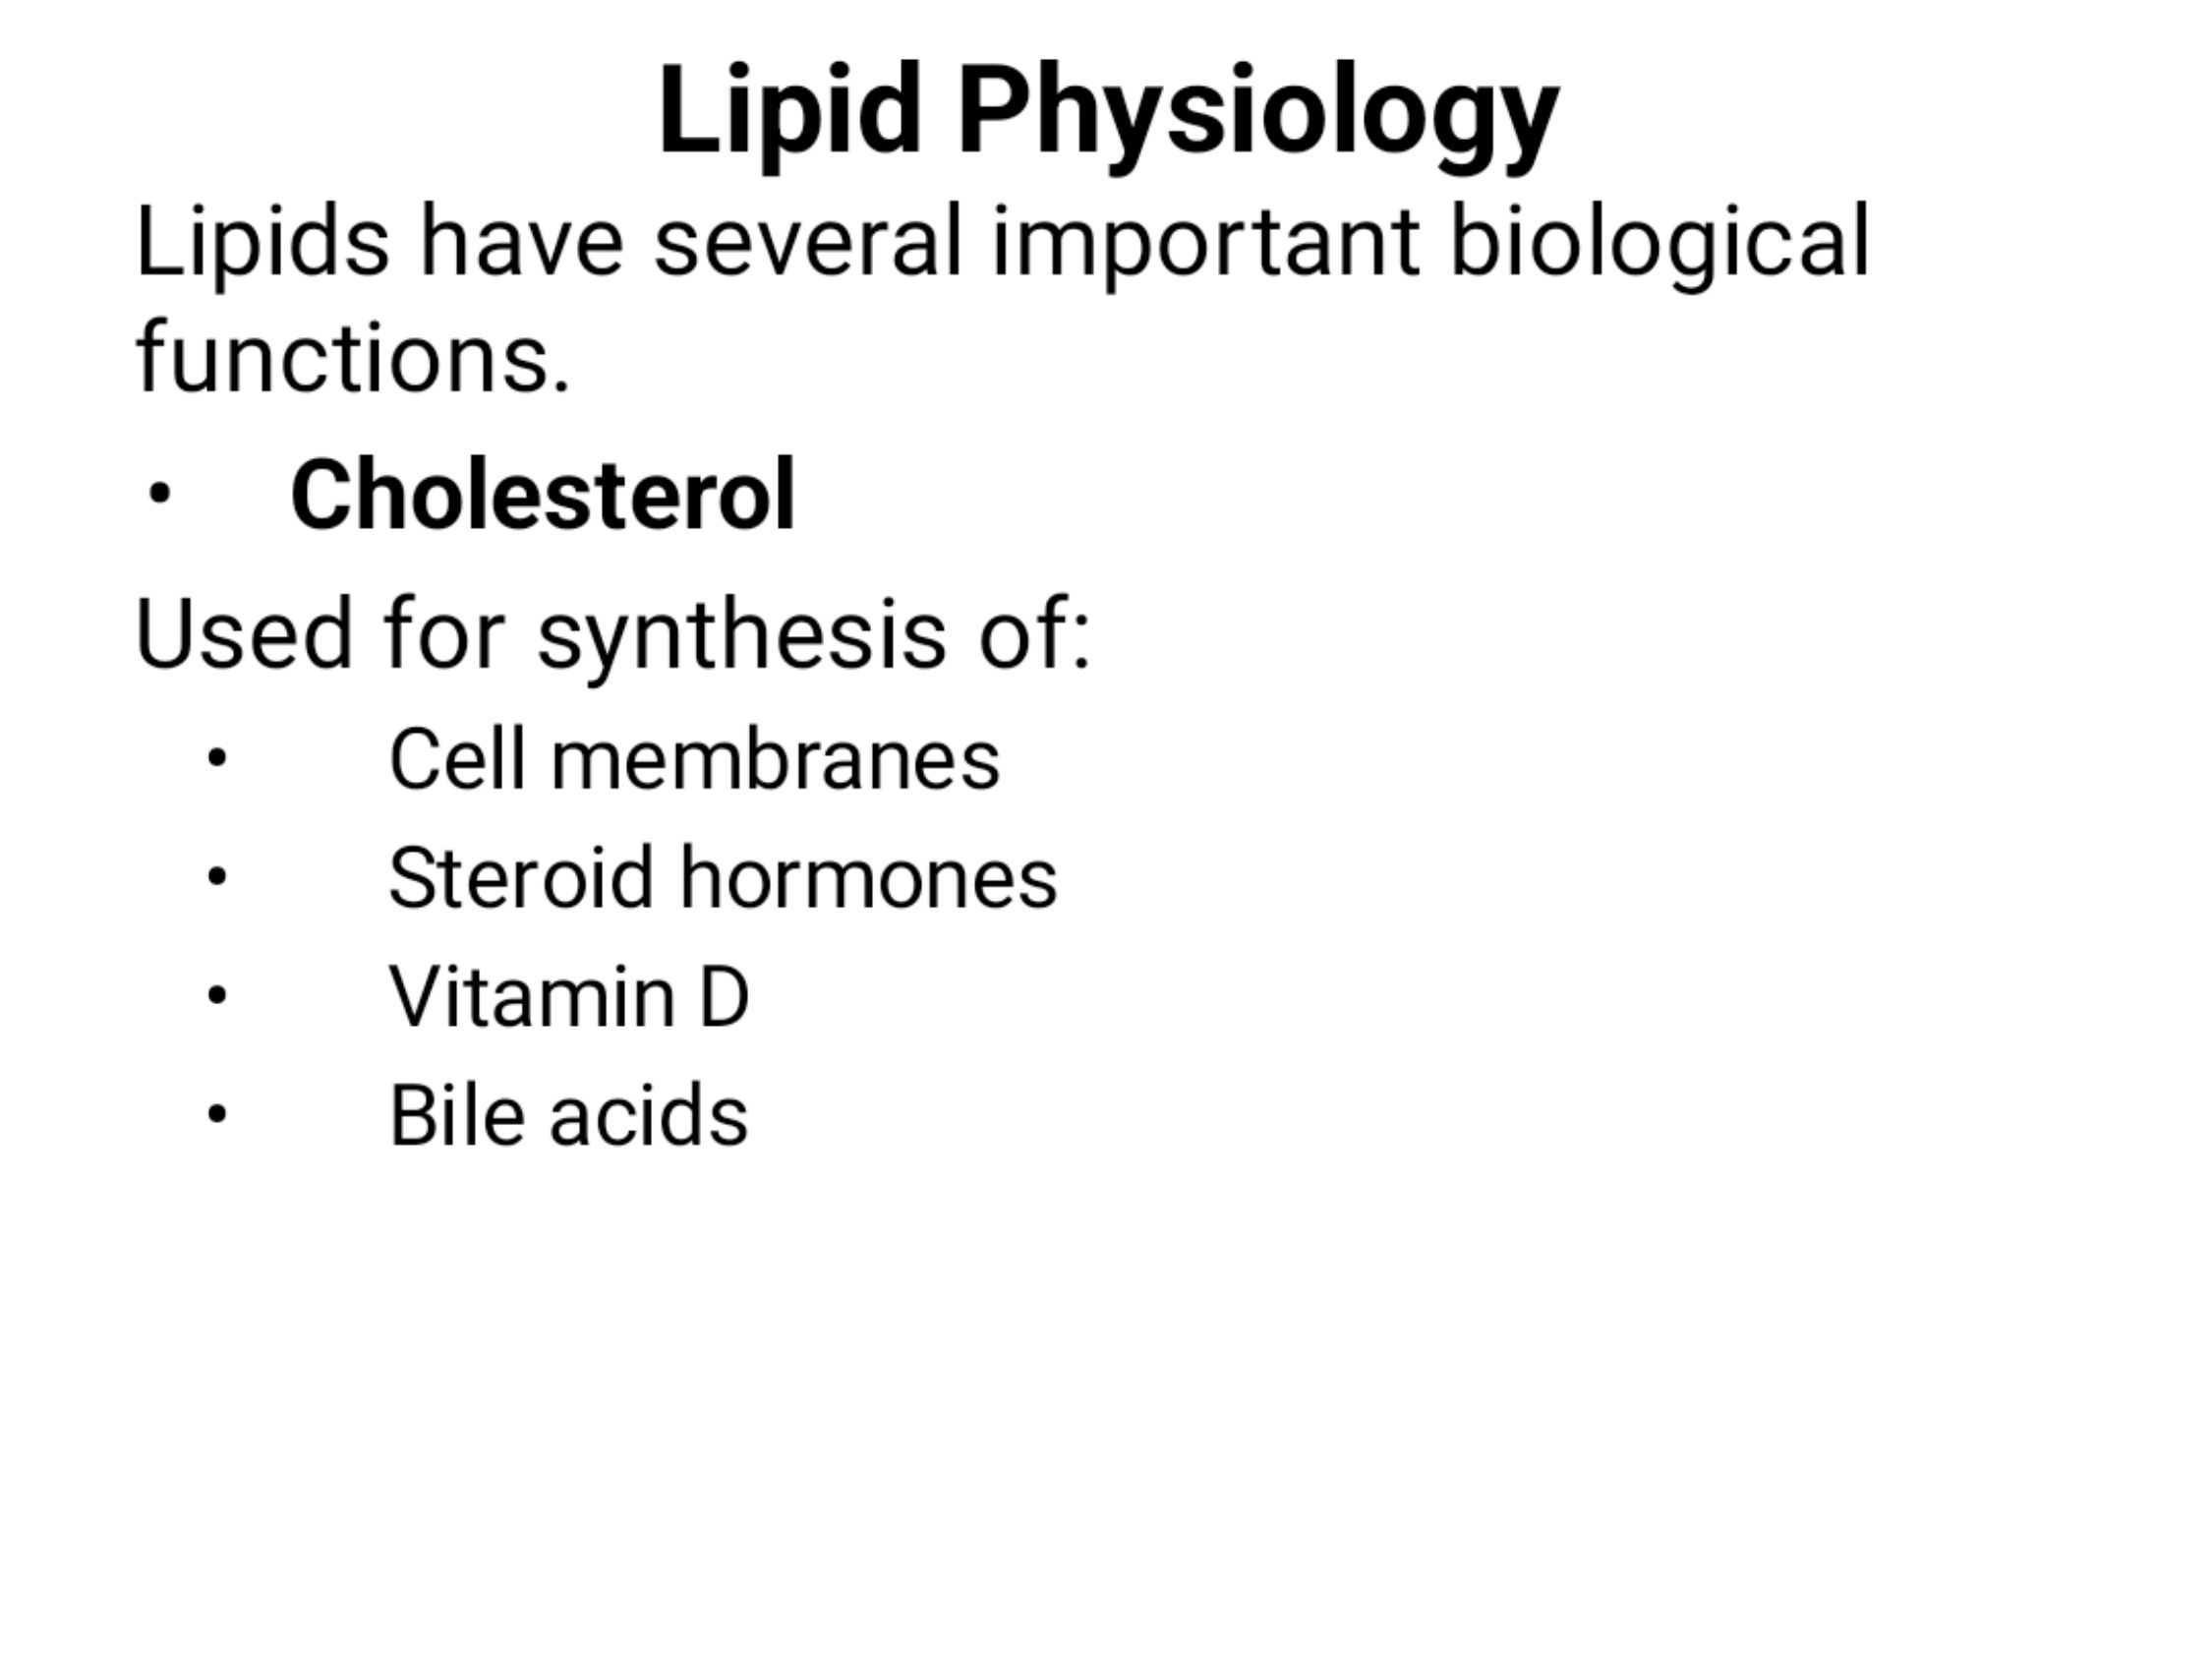 Lipid Physiology
Lipids have several important biological
functions.
• Cholesterol
Used for synthesis of:
• Cell membranes
• Steroid hormones
• Vitamin D
• Bile acids